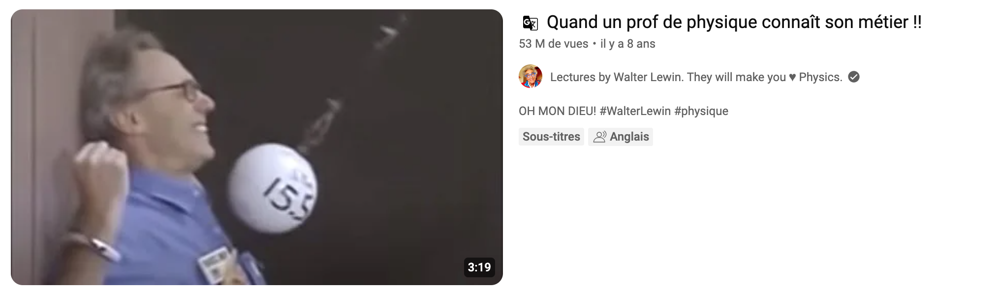 Quand un prof de physique connaît son métier !!
53 M de vues • il y a 8 ans
Lectures by Walter Lewin. They will make you ♥ Physics.
OH MON DIEU! #WalterLewin #physique
Sous-titres Anglais
15.5
3:19